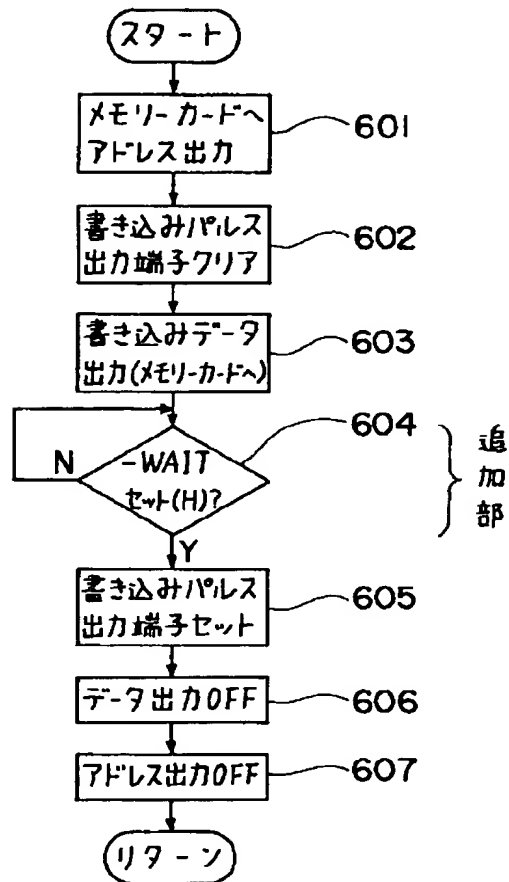 スタート
メモリーカードへ
アドレス出力
601
書き込みパルス
出力端子クリア
602
書き込みデータ
出力(メモリーカードへ)
603
604
N
-WAIT
セット(H)?
追
加
部
Y
書き込みパルス
出力端子セット
605
データ出力OFF
606
アドレス出力OFF
607
リターン